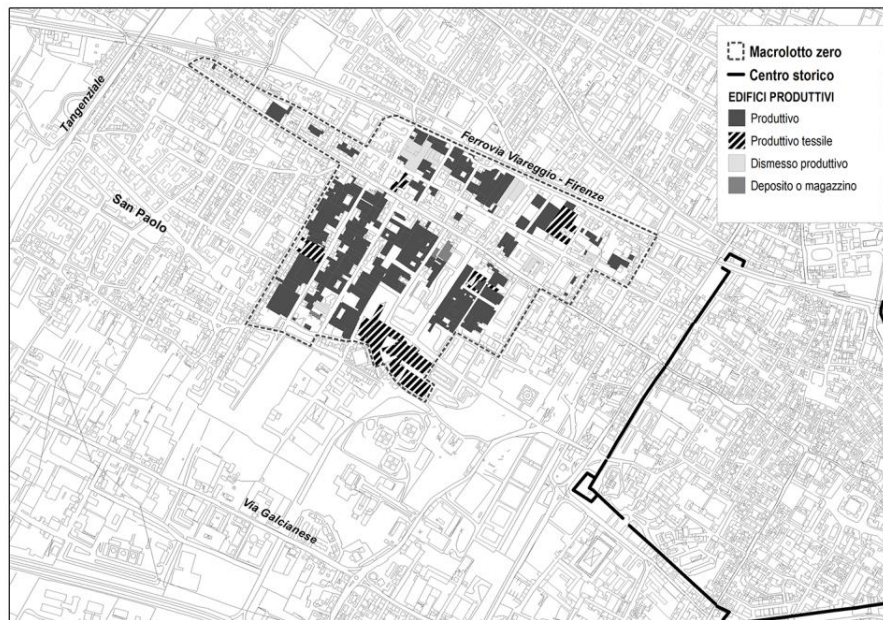 Macrolotto zero
Centro storico
EDIFICI PRODUTTIVI
Produttivo
Produttivo tessile
Dismesso produttivo
Deposito o magazzino
Tangenziale
Ferrovia Viareggio - Firenze
San Paolo
Via Galcianese